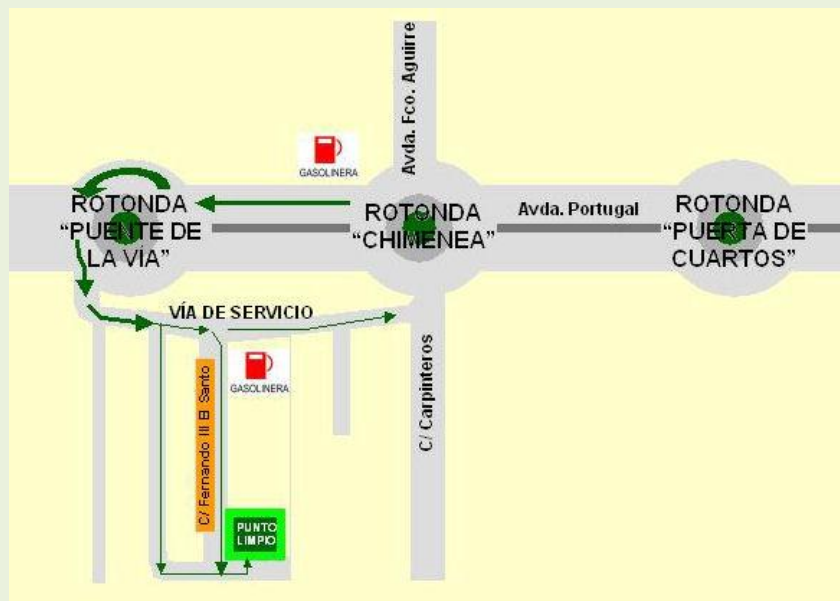 Avda. Fco. Aguirre
GASOLINERA
ROTONDA
“PUENTE DE
LA VÍA”
ROTONDA
“CHIMENEA”
Avda. Portugal
ROTONDA
“PUERTA DE
CUARTOS”
VÍA DE SERVICIO
GASOLINERA
C/ Fernando III El Santo
C/ Carpinteros
PUNTO
LIMPIO